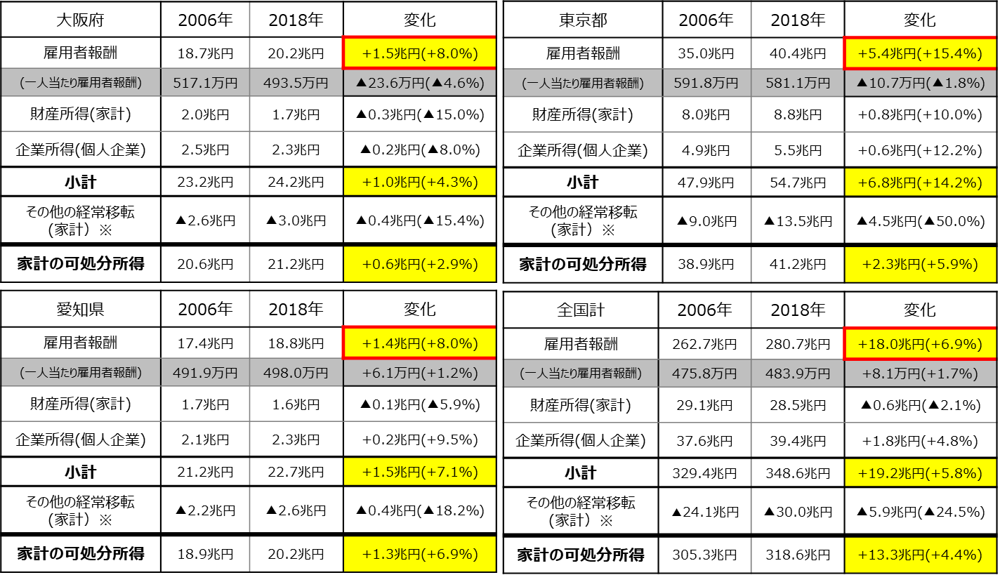 大阪府 2006年 2018年 変化
雇用者報酬 18.7兆円 20.2兆円 +1.5兆円(+8.0%)
(一人当たり雇用者報酬) 517.1万円 493.5万円 ▲23.6万円(▲4.6%)
財産所得(家計) 2.0兆円 1.7兆円 ▲0.3兆円(▲15.0%)
企業所得(個人企業) 2.5兆円 2.3兆円 ▲0.2兆円(▲8.0%)
小計 23.2兆円 24.2兆円 +1.0兆円(+4.3%)
その他の経常移転
(家計）※ ▲2.6兆円 ▲3.0兆円 ▲0.4兆円(▲15.4%)
家計の可処分所得 20.6兆円 21.2兆円 +0.6兆円(+2.9%)
東京都 2006年 2018年 変化
雇用者報酬 35.0兆円 40.4兆円 +5.4兆円(+15.4%)
(一人当たり雇用者報酬) 591.8万円 581.1万円 ▲10.7万円(▲1.8%)
財産所得(家計) 8.0兆円 8.8兆円 +0.8兆円(+10.0%)
企業所得(個人企業) 4.9兆円 5.5兆円 +0.6兆円(+12.2%)
小計 47.9兆円 54.7兆円 +6.8兆円(+14.2%)
その他の経常移転
(家計）※ ▲9.0兆円 ▲13.5兆円 ▲4.5兆円(▲50.0%)
家計の可処分所得 38.9兆円 41.2兆円 +2.3兆円(+5.9%)
愛知県 2006年 2018年 変化
雇用者報酬 17.4兆円 18.8兆円 +1.4兆円(+8.0%)
(一人当たり雇用者報酬) 491.9万円 498.0万円 +6.1万円(+1.2%)
財産所得(家計) 1.7兆円 1.6兆円 ▲0.1兆円(▲5.9%)
企業所得(個人企業) 2.1兆円 2.3兆円 +0.2兆円(+9.5%)
小計 21.2兆円 22.7兆円 +1.5兆円(+7.1%)
その他の経常移転
(家計）※ ▲2.2兆円 ▲2.6兆円 ▲0.4兆円(▲18.2%)
家計の可処分所得 18.9兆円 20.2兆円 +1.3兆円(+6.9%)
全国計 2006年 2018年 変化
雇用者報酬 262.7兆円 280.7兆円 +18.0兆円(+6.9%)
(一人当たり雇用者報酬) 475.8万円 483.9万円 +8.1万円(+1.7%)
財産所得(家計) 29.1兆円 28.5兆円 ▲0.6兆円(▲2.1%)
企業所得(個人企業) 37.6兆円 39.4兆円 +1.8兆円(+4.8%)
小計 329.4兆円 348.6兆円 +19.2兆円(+5.8%)
その他の経常移転
(家計）※ ▲24.1兆円 ▲30.0兆円 ▲5.9兆円(▲24.5%)
家計の可処分所得 305.3兆円 318.6兆円 +13.3兆円(+4.4%)